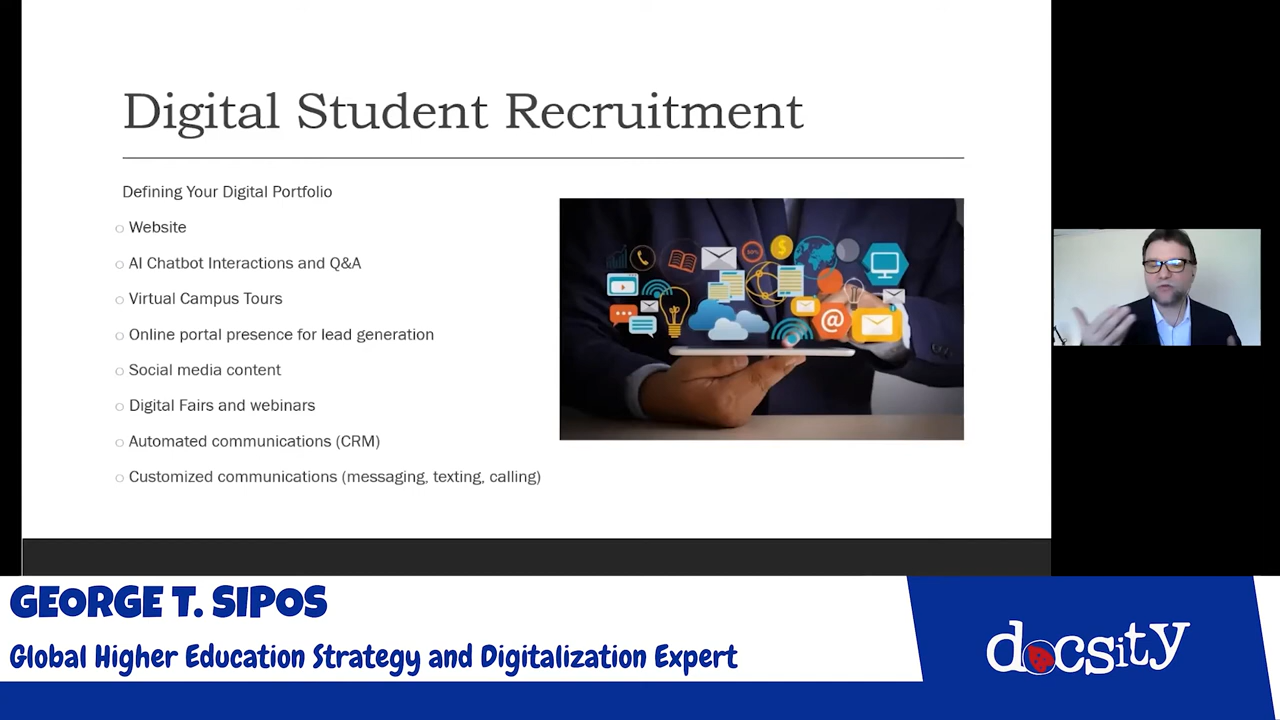 Digital Student Recruitment
Defining Your Digital Portfolio
o Website
o AI Chatbot Interactions and Q&A
o Virtual Campus Tours
o Online portal presence for lead generation
o Social media content
o Digital Fairs and webinars
o Automated communications (CRM)
o Customized communications (messaging, texting, calling)
GEORGE T. SIPOS
Global Higher Education Strategy and Digitalization Expert
docsity